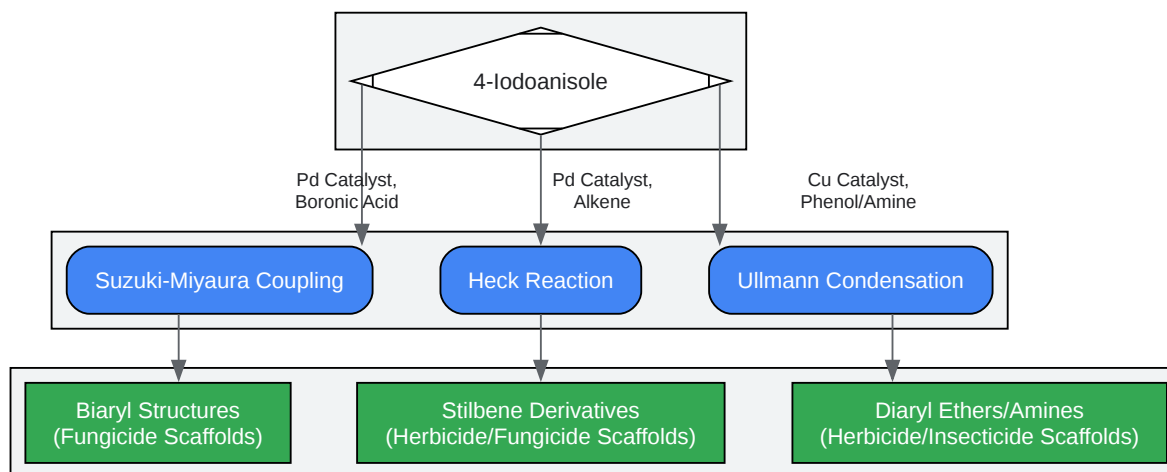 4-Iodoanisole
Pd Catalyst,
Boronic Acid
Pd Catalyst,
Alkene
Cu Catalyst,
Phenol/Amine
Suzuki-Miyaura Coupling
Heck Reaction
Ullmann Condensation
Biaryl Structures
(Fungicide Scaffolds)
Stilbene Derivatives
(Herbicide/Fungicide Scaffolds)
Diaryl Ethers/Amines
(Herbicide/Insecticide Scaffolds)